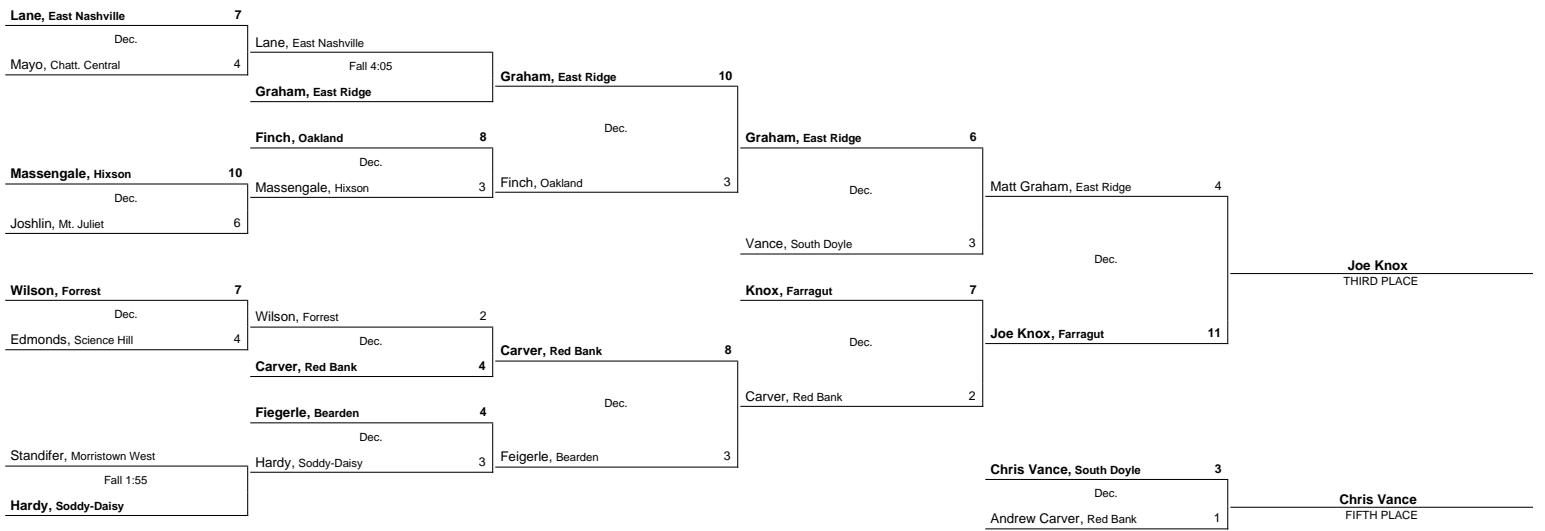 Lane, East Nashville 7
Dec.
Mayo, Chatt. Central 4
Massengale, Hixson 10
Dec.
Joshlin, Mt. Juliet 6
Wilson, Forrest 7
Dec.
Edmonds, Science Hill 4
Standifer, Morristown West
Fall 1:55
Hardy, Soddy-Daisy
Lane, East Nashville
Fall 4:05
Graham, East Ridge
Finch, Oakland 8
Dec.
Massengale, Hixson 3
Wilson, Forrest 2
Dec.
Carver, Red Bank 4
Fiegerle, Bearden 4
Dec.
Hardy, Soddy-Daisy 3
Graham, East Ridge 10
Dec.
Finch, Oakland 3
Carver, Red Bank 8
Dec.
Feigerle, Bearden 3
Graham, East Ridge 6
Dec.
Vance, South Doyle 3
Knox, Farragut 7
Dec.
Carver, Red Bank 2
Matt Graham, East Ridge 4
Dec.
Joe Knox, Farragut 11
Joe Knox
THIRD PLACE
Chris Vance, South Doyle 3
Dec.
Andrew Carver, Red Bank 1
Chris Vance
FIFTH PLACE